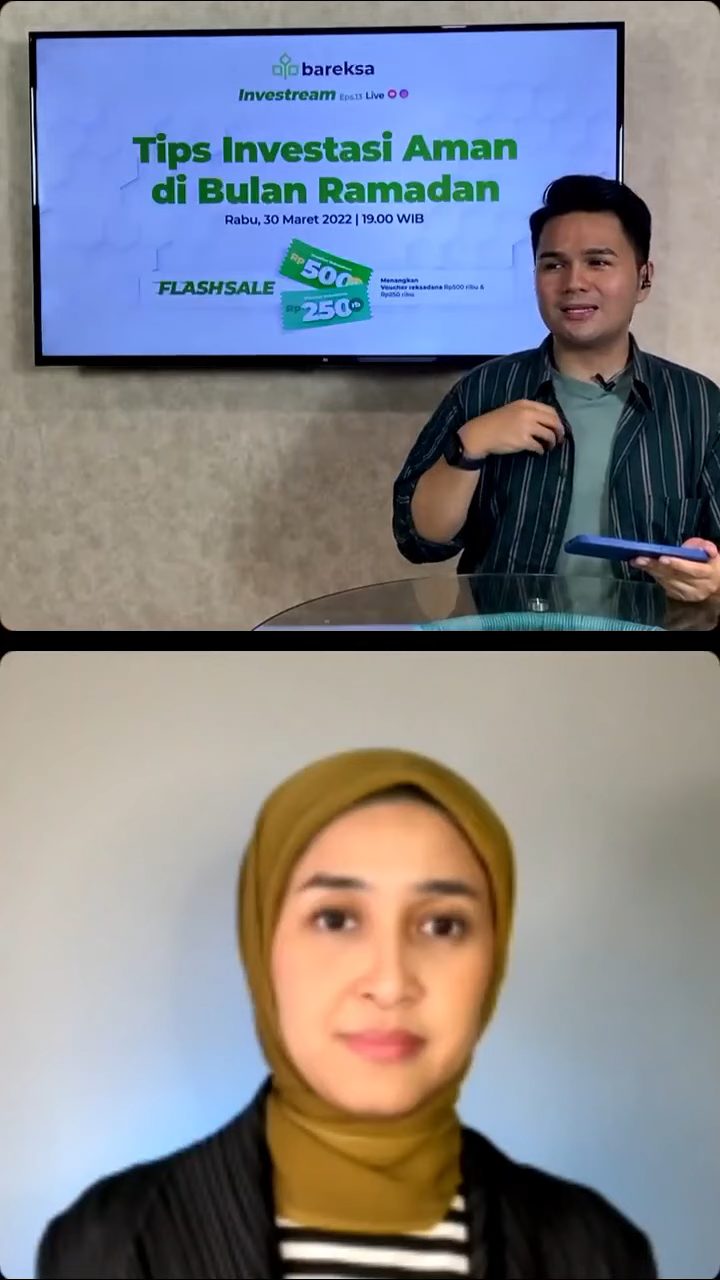 bareksa
Investream Eps.13 Live
Tips Investasi Aman
di Bulan Ramadan
Rabu, 30 Maret 2022 | 19.00 WIB
FLASHSALE
Rp 500
Rp 250 rb
Menangkan
Voucher reksadana Rp500 ribu &
Rp250 ribu